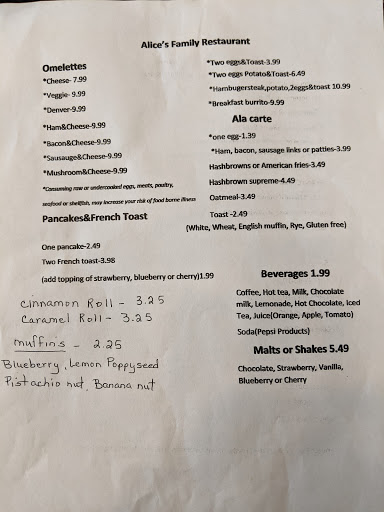 Alice's Family Restaurant
Omelettes
*Cheese- 7.99
*Veggie- 9.99
*Denver-9.99
*Ham&Cheese-9.99
*Bacon&Cheese-9.99
*Sausauge&Cheese-9.99
*Mushroom&Cheese-9.99
*Consuming raw or undercooked eggs, meats, poultry,
seafood or shellfish, may increase your risk of food borne illness
Pancakes&French Toast
One pancake-2.49
Two French toast-3.98
(add topping of strawberry, blueberry or cherry)1.99
cinnamon Roll - 3.25
Caramel Roll - 3.25
muffin's - 2.25
Blueberry, Lemon Poppyseed
Pistachio nut, Banana nut
*Two eggs&Toast-3.99
*Two eggs Potato&Toast-6.49
*Hambugersteak,potato,2eggs&toast 10.99
*Breakfast burrito-9.99
Ala carte
*one egg-1.39
*Ham, bacon, sausage links or patties-3.99
Hashbrowns or American fries-3.49
Hashbrown supreme-4.49
Oatmeal-3.49
Toast -2.49
(White, Wheat, English muffin, Rye, Gluten free)
Beverages 1.99
Coffee, Hot tea, Milk, Chocolate
milk, Lemonade, Hot Chocolate, Iced
Tea, Juice(Orange, Apple, Tomato)
Soda(Pepsi Products)
Malts or Shakes 5.49
Chocolate, Strawberry, Vanilla,
Blueberry or Cherry